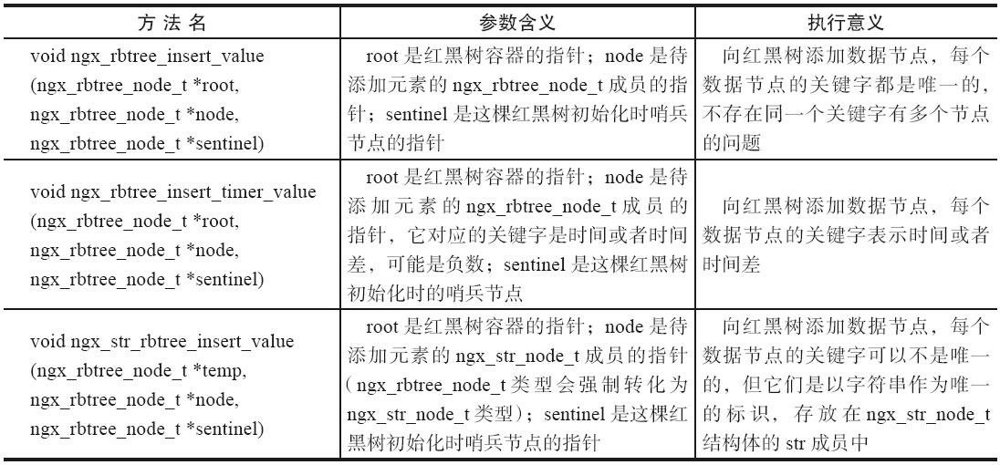 方法名 参数含义 执行意义
void ngx_rbtree_insert_value
(ngx_rbtree_node_t *root,
ngx_rbtree_node_t *node,
ngx_rbtree_node_t *sentinel)
root 是红黑树容器的指针；node 是待
添加元素的 ngx_rbtree_node_t 成员的指
针；sentinel 是这棵红黑树初始化时哨兵
节点的指针
向红黑树添加数据节点，每个
数据节点的关键字都是唯一的，
不存在同一个关键字有多个节点
的问题
void ngx_rbtree_insert_timer_value
(ngx_rbtree_node_t *root,
ngx_rbtree_node_t *node,
ngx_rbtree_node_t *sentinel)
root 是红黑树容器的指针；node 是待
添加元素的 ngx_rbtree_node_t 成员的
指针，它对应的关键字是时间或者时间
差，可能是负数；sentinel 是这棵红黑树
初始化时的哨兵节点
向红黑树添加数据节点，每个
数据节点的关键字表示时间或者
时间差
void ngx_str_rbtree_insert_value
(ngx_rbtree_node_t *temp,
ngx_rbtree_node_t *node,
ngx_rbtree_node_t *sentinel)
root 是红黑树容器的指针；node 是待
添加元素的 ngx_str_node_t 成员的指针
（ngx_rbtree_node_t 类型会强制转化为
ngx_str_node_t 类型）；sentinel 是这棵红
黑树初始化时哨兵节点的指针
向红黑树添加数据节点，每个
数据节点的关键字可以不是唯一
的，但它们是以字符串作为唯一
的标识，存放在 ngx_str_node_t
结构体的 str 成员中